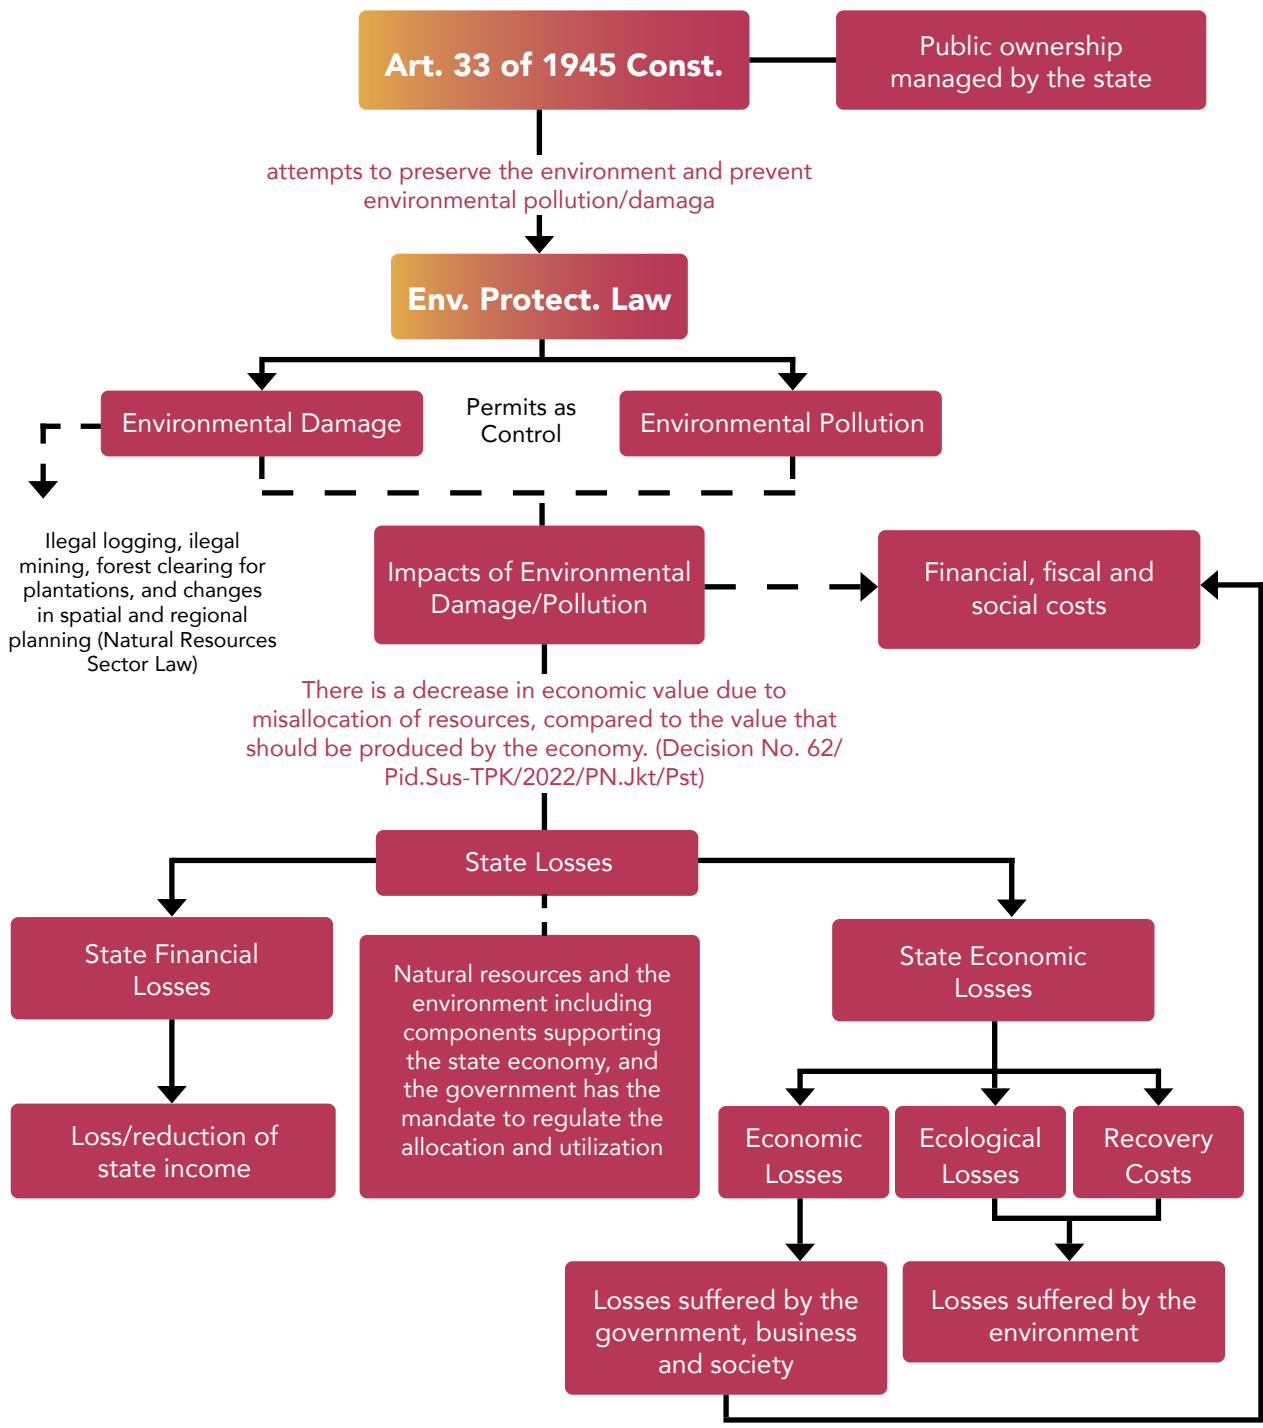 Art. 33 of 1945 Const.
Public ownership
managed by the state
attempts to preserve the environment and prevent
environmental pollution/damaga
Env. Protect. Law
Environmental Damage
Permits as
Control
Environmental Pollution
Ilegal logging, ilegal
mining, forest clearing for
plantations, and changes
in spatial and regional
planning (Natural Resources
Sector Law)
Impacts of Environmental
Damage/Pollution
Financial, fiscal and
social costs
There is a decrease in economic value due to
misallocation of resources, compared to the value that
should be produced by the economy. (Decision No. 62/
Pid.Sus-TPK/2022/PN.Jkt/Pst)
State Losses
State Financial
Losses
Natural resources and the
environment including
components supporting
the state economy, and
the government has the
mandate to regulate the
allocation and utilization
State Economic
Losses
Loss/reduction of
state income
Economic
Losses
Ecological
Losses
Recovery
Costs
Losses suffered by the
government, business
and society
Losses suffered by the
environment